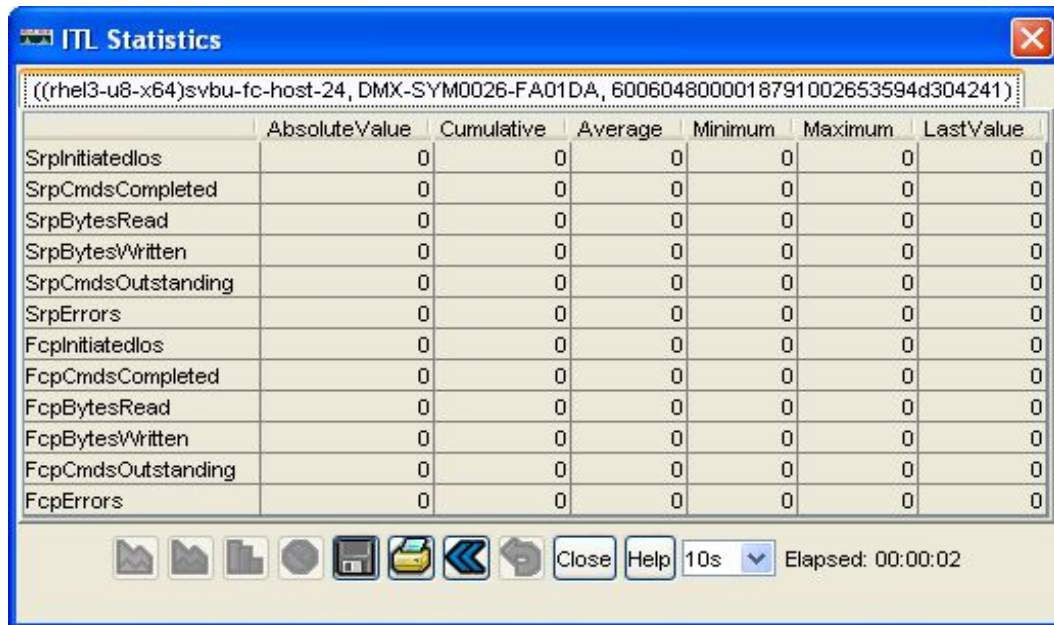 ITL Statistics
((rhel3-u8-x64)svbu-fc-host-24, DMX-SYM0026-FA01DA, 6006048000018791002653594d304241)
AbsoluteValue Cumulative Average Minimum Maximum LastValue
SrpInitiatedIos 0 0 0 0 0 0
SrpCmdsCompleted 0 0 0 0 0 0
SrpBytesRead 0 0 0 0 0 0
SrpBytesWritten 0 0 0 0 0 0
SrpCmdsOutstanding 0 0 0 0 0 0
SrpErrors 0 0 0 0 0 0
FcpInitiatedIos 0 0 0 0 0 0
FcpCmdsCompleted 0 0 0 0 0 0
FcpBytesRead 0 0 0 0 0 0
FcpBytesWritten 0 0 0 0 0 0
FcpCmdsOutstanding 0 0 0 0 0 0
FcpErrors 0 0 0 0 0 0
Close Help 10s Elapsed: 00:00:02